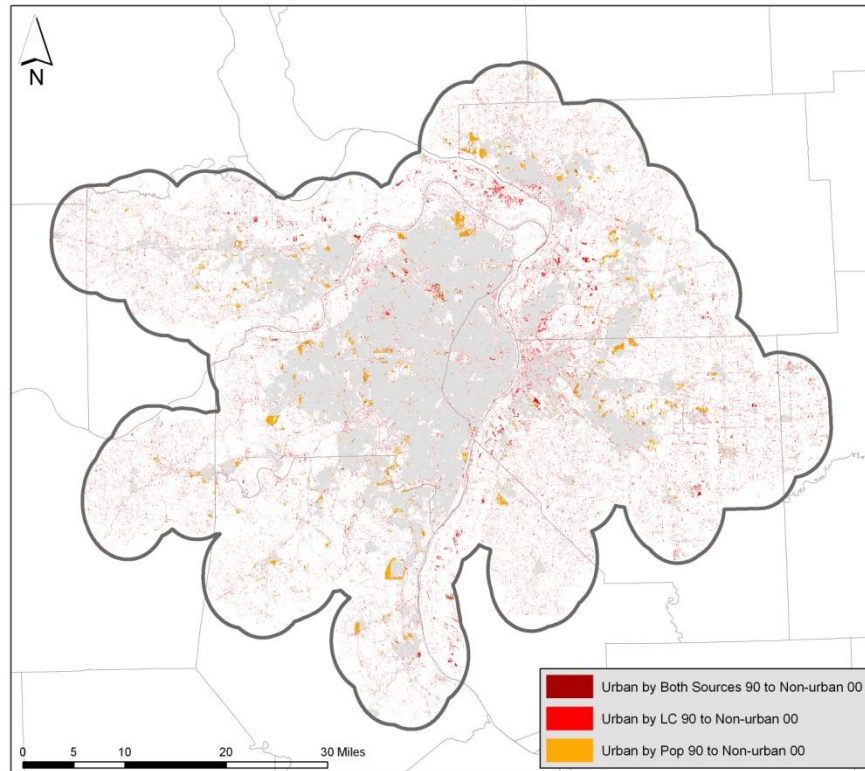 N
Urban by Both Sources 90 to Non-urban 00
Urban by LC 90 to Non-urban 00
Urban by Pop 90 to Non-urban 00
0 5 10 20 30 Miles